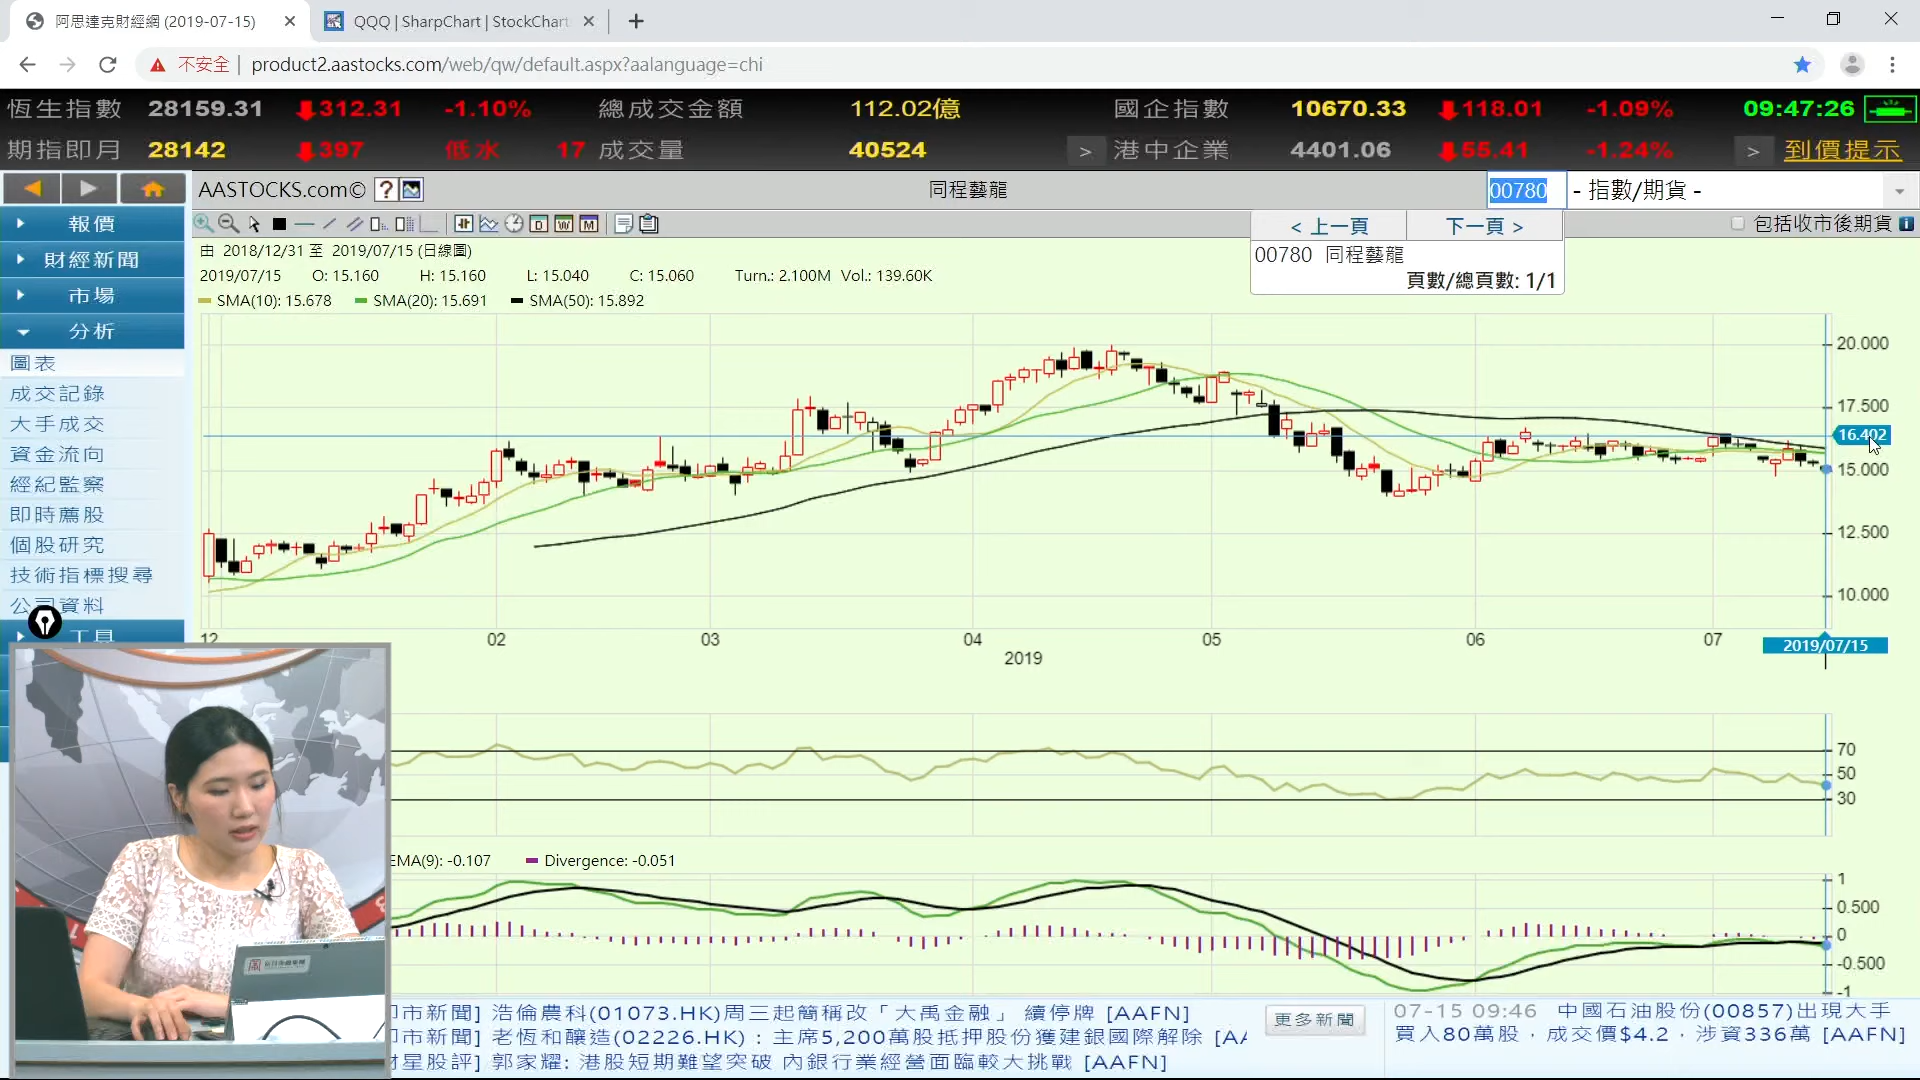 阿思達克財經網 (2019-07-15)
QQQ | SharpChart | StockChart
不安全 | product2.aastocks.com/web/qw/default.aspx?aalanguage=chi
恆生指數 28159.31 312.31 -1.10% 總成交金額 112.02億 國企指數 10670.33 118.01 -1.09% 09:47:26
期指即月 28142 397 低水 17 成交量 40524 > 港中企業 4401.06 55.41 -1.24% > 到價提示
AASTOCKS.com© ? 同程藝龍 00780 - 指數/期貨 -
D W M
< 上一頁 下一頁 >
包括收市後期貨 i
00780 同程藝龍
頁數/總頁數: 1/1
報價
財經新聞
市場
分析
圖表
成交記錄
大手成交
資金流向
經紀監察
即時薦股
個股研究
技術指標搜尋
公司資料
工具
由 2018/12/31 至 2019/07/15 (日線圖)
2019/07/15 O: 15.160 H: 15.160 L: 15.040 C: 15.060 Turn.: 2.100M Vol.: 139.60K
SMA(10): 15.678 SMA(20): 15.691 SMA(50): 15.892
20.000
17.500
16.402
15.000
12.500
10.000
12 02 03 04 05 06 07 2019/07/15
2019
70
50
30
EMA(9): -0.107 Divergence: -0.051
1
0.500
0
-0.500
-1
市新聞] 浩倫農科(01073.HK)周三起簡稱改「大禹金融」 續停牌 [AAFN]
市新聞] 老恆和釀造(02226.HK)：主席5,200萬股抵押股份獲建銀國際解除 [AA
星股評] 郭家耀: 港股短期難望突破 內銀行業經營面臨較大挑戰 [AAFN]
更多新聞
07-15 09:46 中國石油股份(00857)出現大手
買入80萬股，成交價$4.2，涉資336萬 [AAFN]